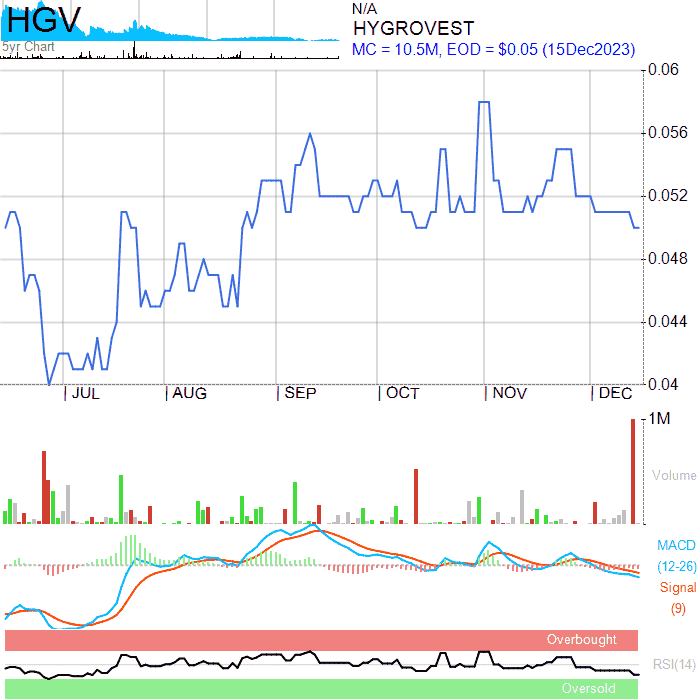 HGV
5yr Chart
N/A
HYGROVEST
MC = 10.5M, EOD = $0.05 (15Dec2023)
0.06
0.056
0.052
0.048
0.044
0.04
JUL AUG SEP OCT NOV DEC
1M
Volume
MACD
(12-26)
Signal
(9)
Overbought
RSI(14)
Oversold